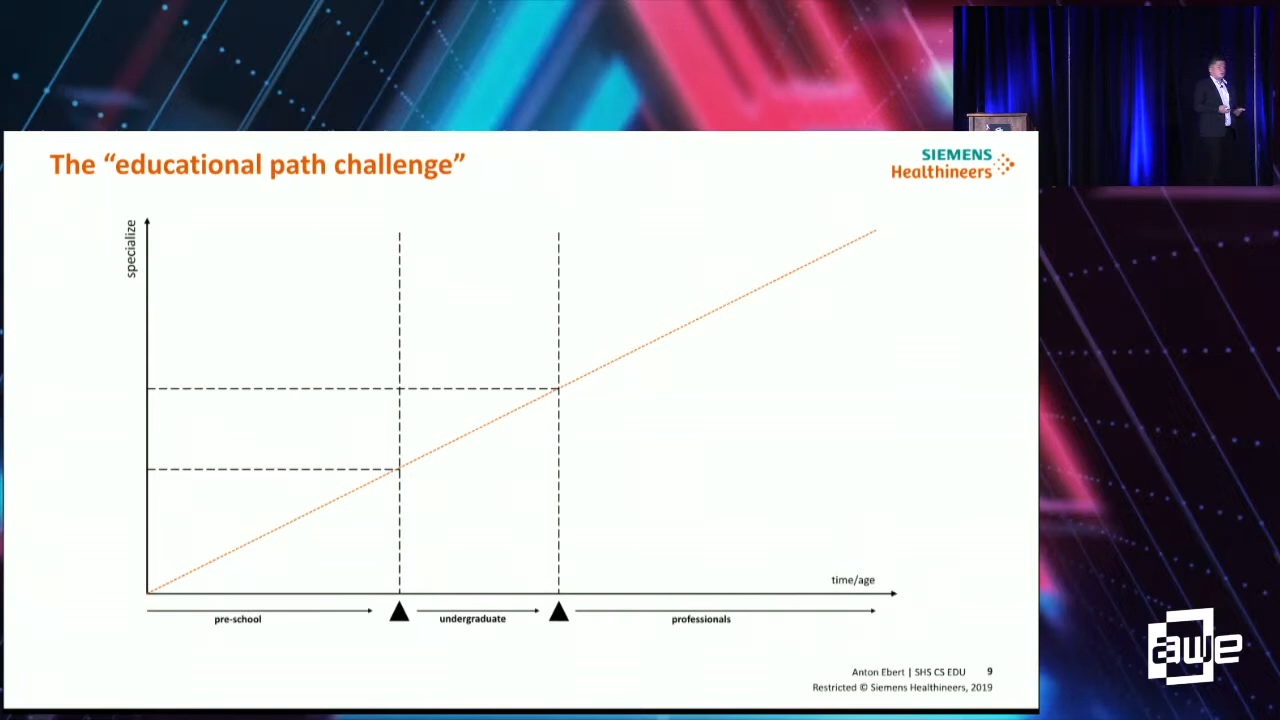 The “educational path challenge”
SIEMENS
Healthineers
specialize
time/age
pre-school
undergraduate
professionals
Anton Ebert | SHS CS EDU 9
Restricted © Siemens Healthineers, 2019
awe